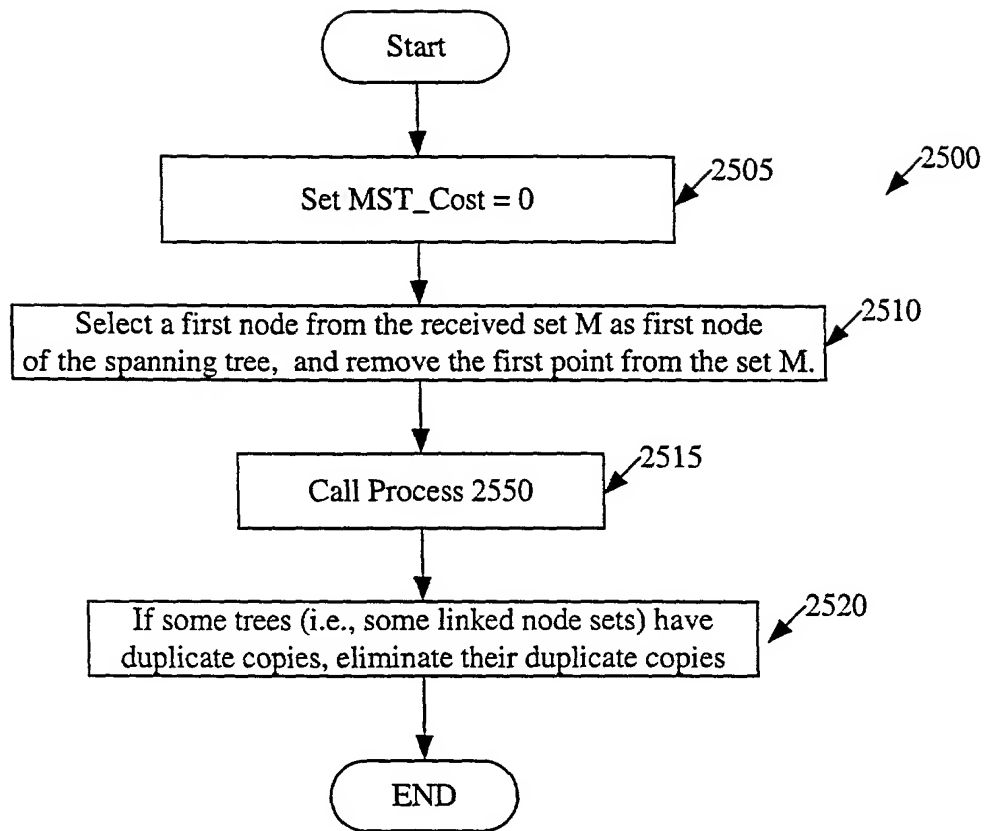 Start
2505
2500
Set MST_Cost = 0
2510
Select a first node from the received set M as first node
of the spanning tree, and remove the first point from the set M.
2515
Call Process 2550
2520
If some trees (i.e., some linked node sets) have
duplicate copies, eliminate their duplicate copies
END